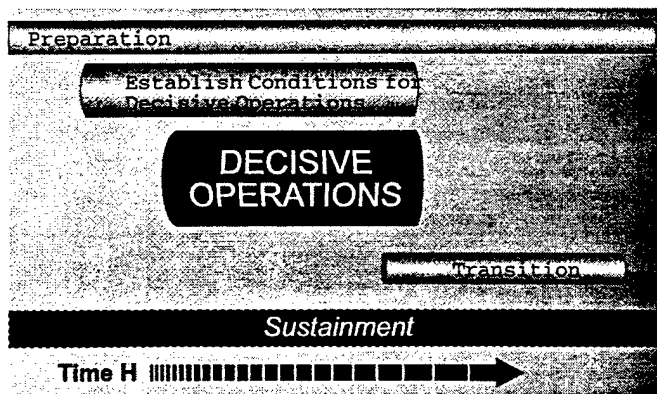 Preparation
Establish Conditions for
Decisive Operations
DECISIVE
OPERATIONS
Transition
Sustainment
Time H